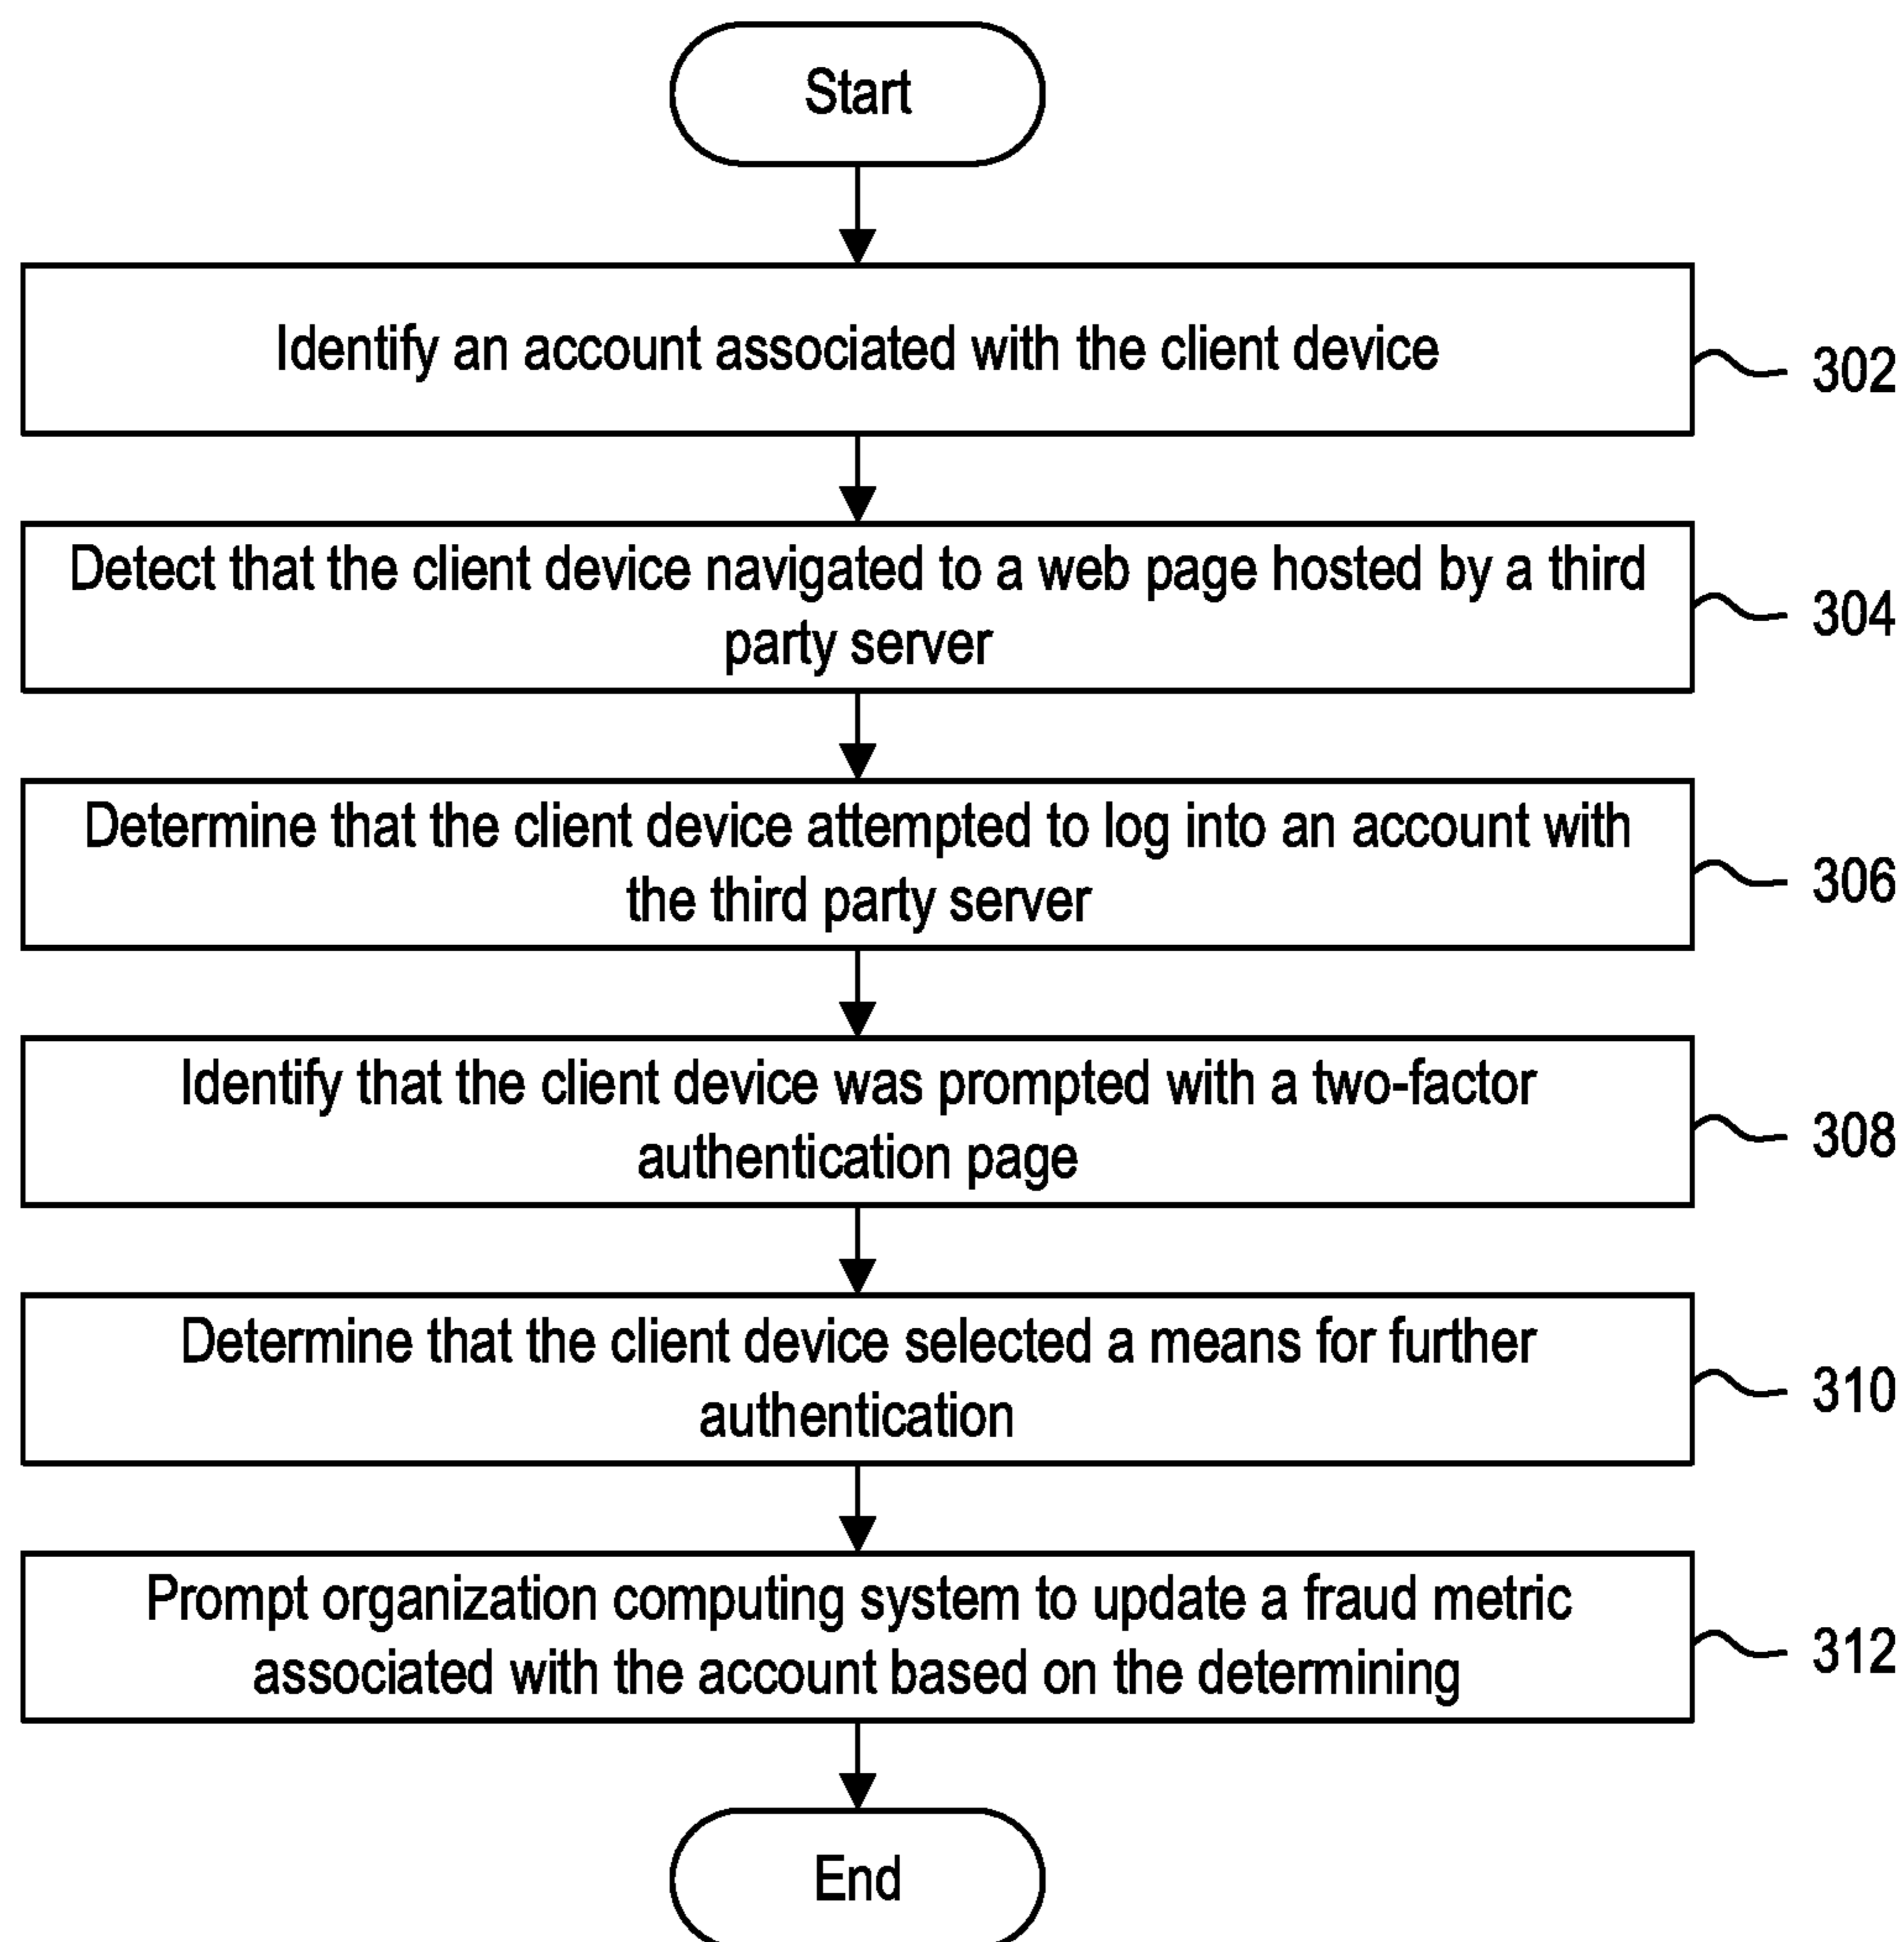 Start
Identify an account associated with the client device
302
Detect that the client device navigated to a web page hosted by a third
party server
304
Determine that the client device attempted to log into an account with
the third party server
306
Identify that the client device was prompted with a two-factor
authentication page
308
Determine that the client device selected a means for further
authentication
310
Prompt organization computing system to update a fraud metric
associated with the account based on the determining
312
End